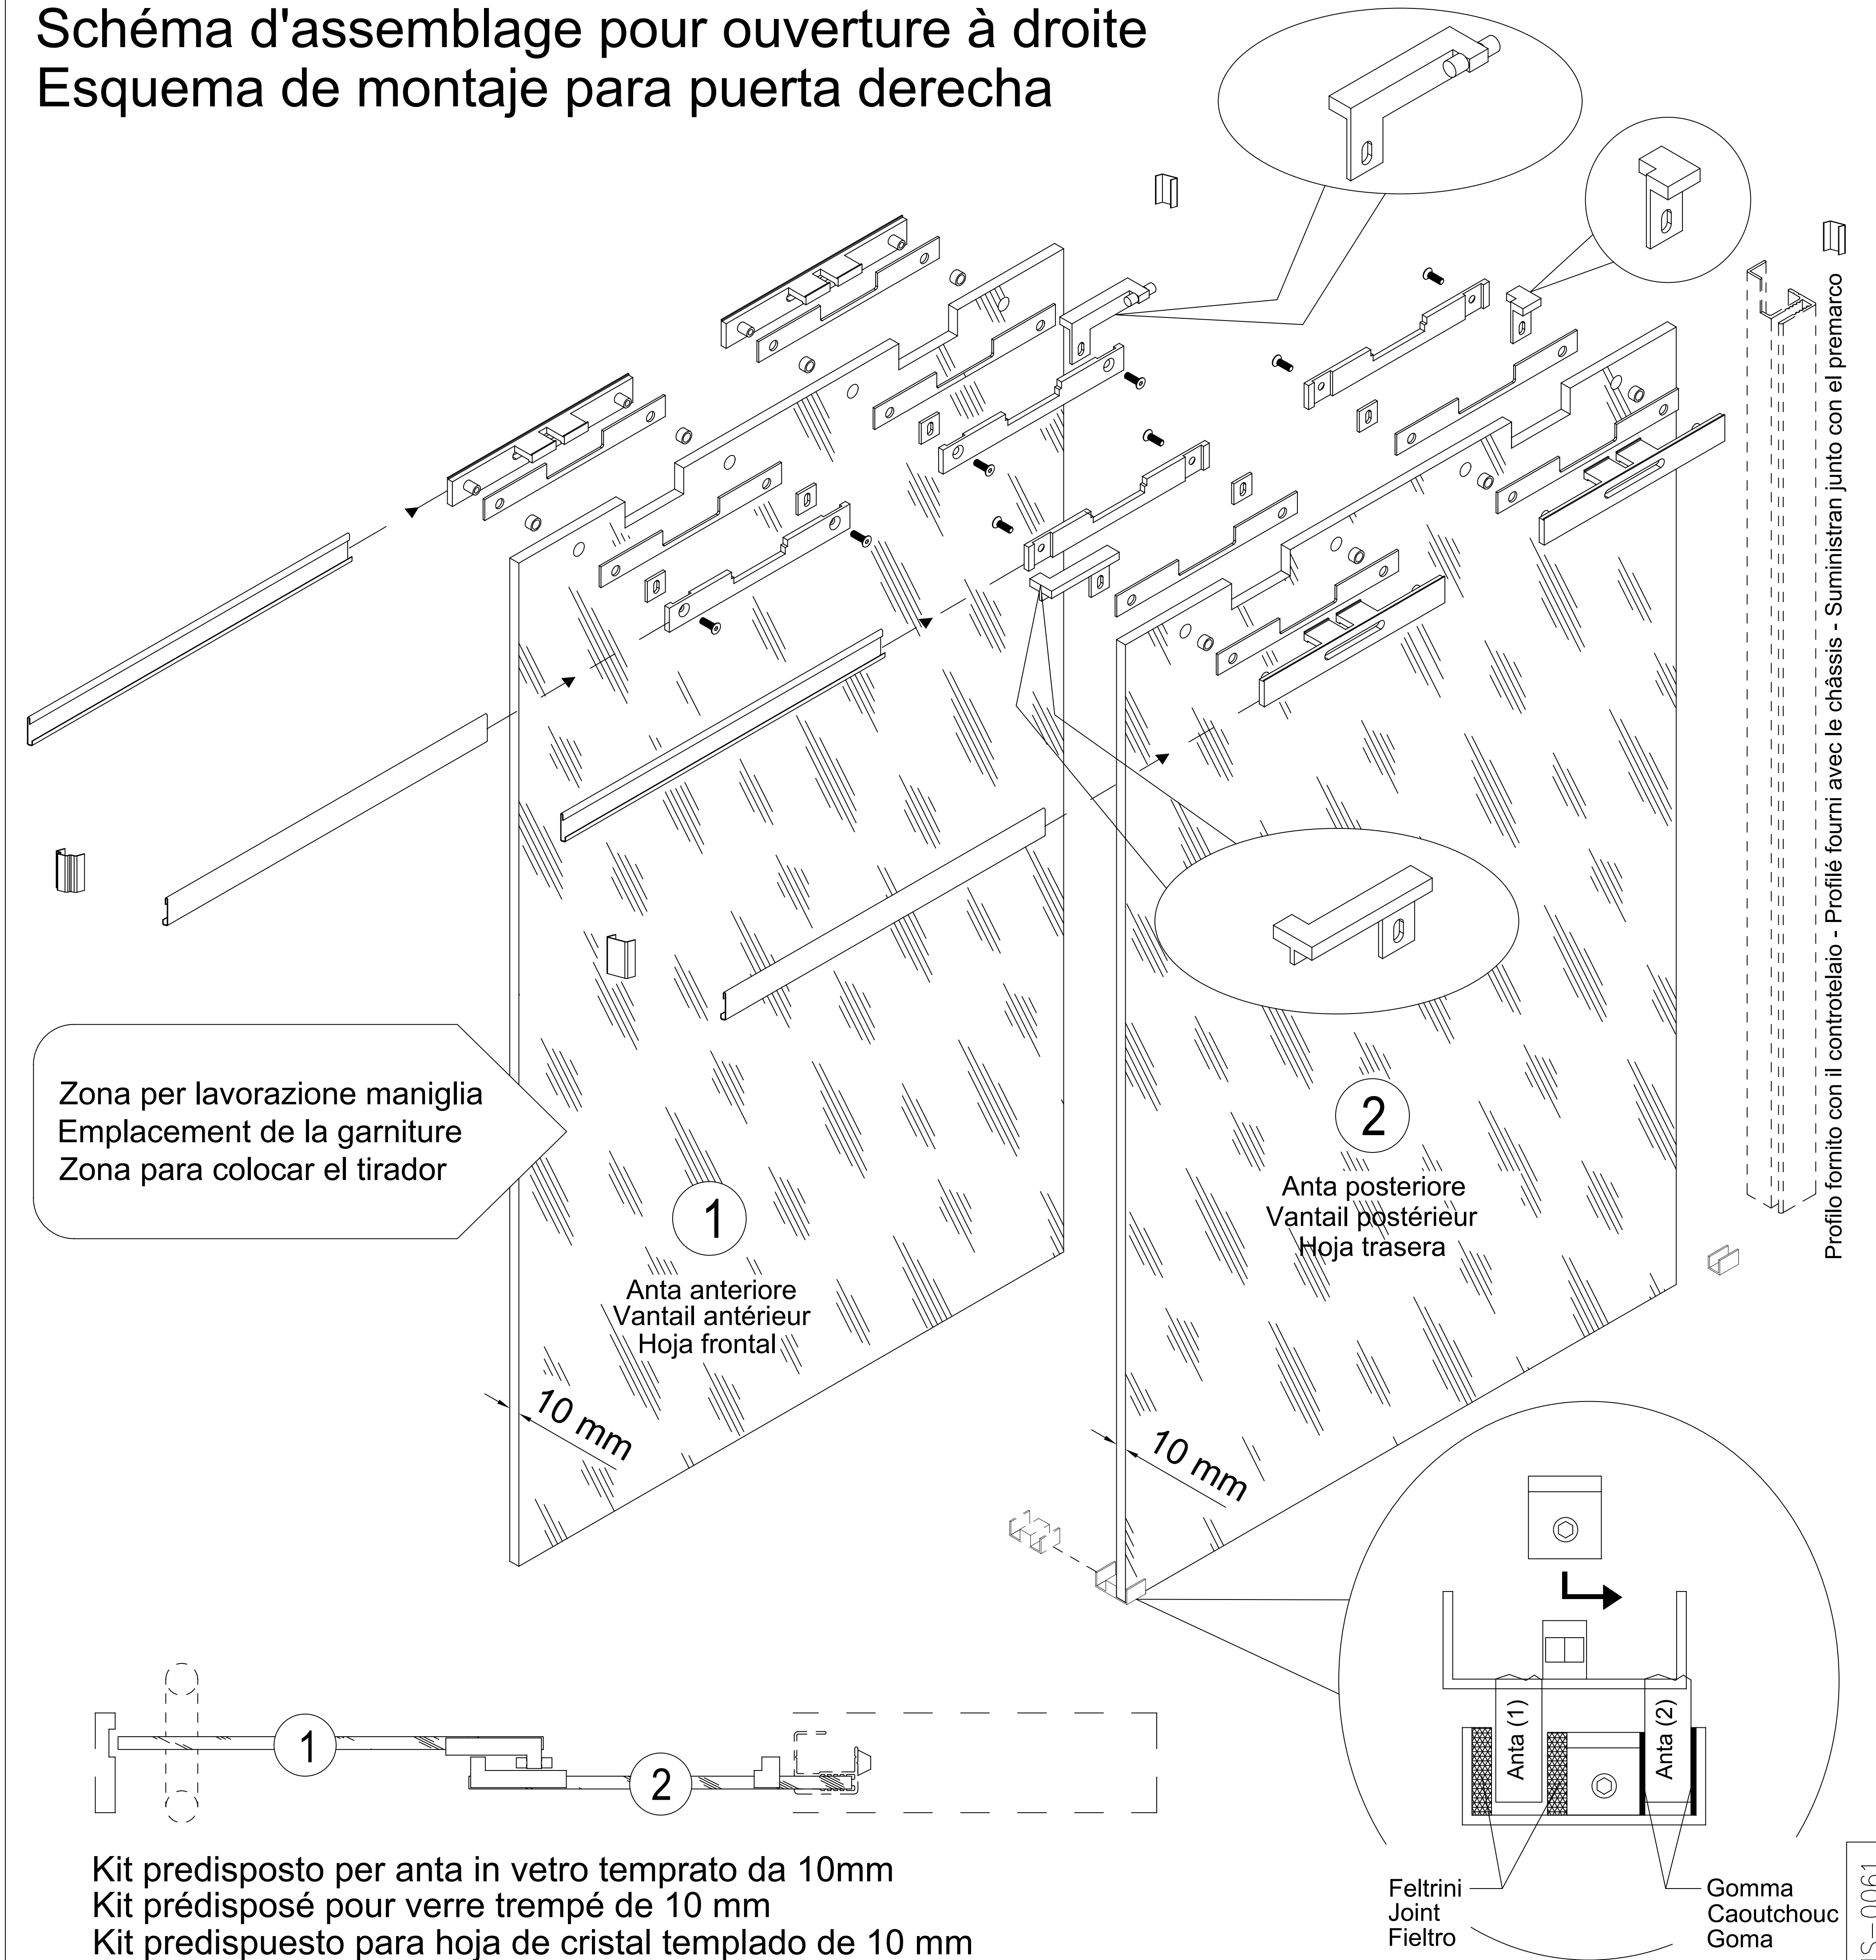 Schéma d'assemblage pour ouverture à droite
Esquema de montaje para puerta derecha
Profilo fornito con il controtelaio - Profilé fourni avec le châssis - Suministran junto con el premarco
Zona per lavorazione maniglia
Emplacement de la garniture
Zona para colocar el tirador
1
Anta anteriore
Vantail antérieur
Hoja frontal
2
Anta posteriore
Vantail postérieur
Hoja trasera
10 mm
10 mm
Anta (1)
Anta (2)
1
2
Feltrini
Joint
Fieltro
Gomma
Caoutchouc
Goma
Kit predisposto per anta in vetro temprato da 10mm
Kit prédisposé pour verre trempé de 10 mm
Kit predispuesto para hoja de cristal templado de 10 mm